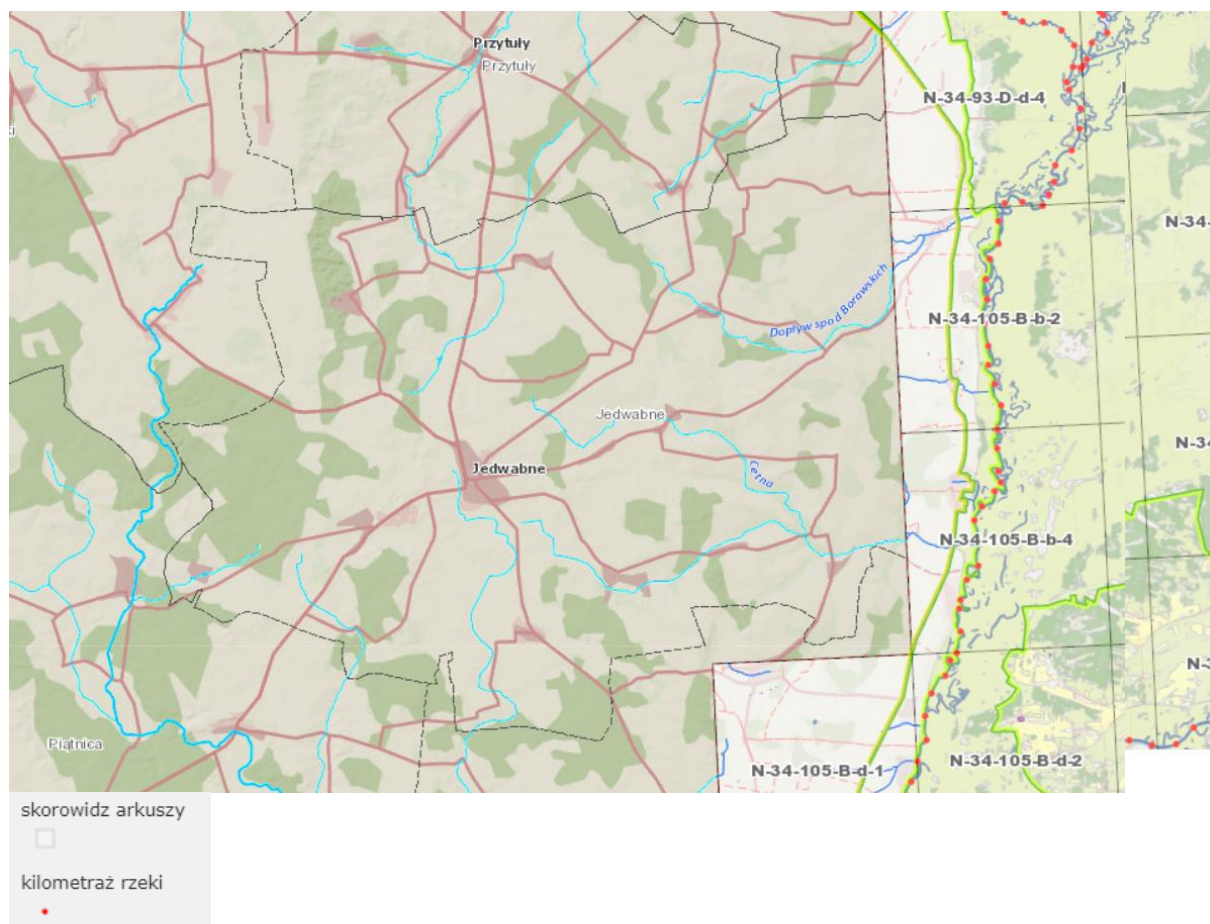 Przytuły
Przytuły
N-34-93-D-d-4
N-34-
Dopływ spod Borawskich
N-34-105-B-b-2
Jedwabne
N-34
Jedwabne
Cetna
N-34-105-B-b-4
N-3
Piątnica
N-34-105-B-d-1
N-34-105-B-d-2
skorowidz arkuszy
kilometraż rzeki